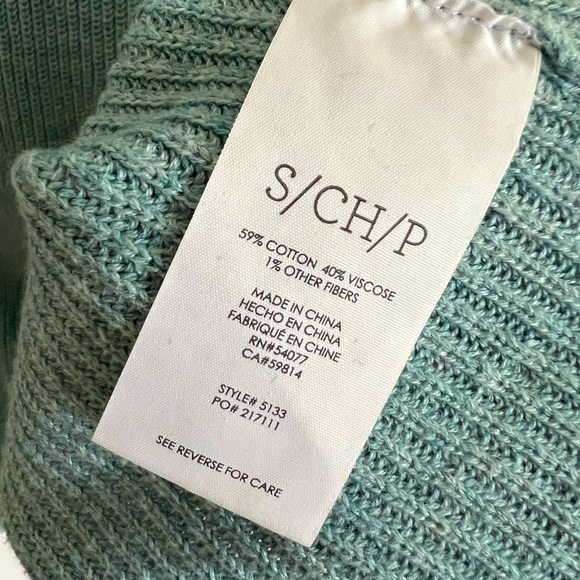 S/CH/P
59% COTTON 40% VISCOSE
1% OTHER FIBERS
MADE IN CHINA
HECHO EN CHINA
FABRIQUÉ EN CHINE
RN#54077
CA#59814
STYLE# 5133
PO# 217111
SEE REVERSE FOR CARE